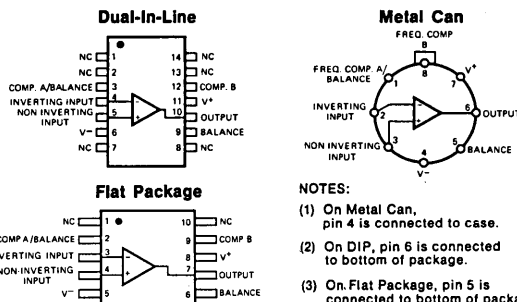 Dual-In-Line
NC 1
NC 2
COMP. A/BALANCE 3
INVERTING INPUT 4
NON INVERTING INPUT 5
V− 6
NC 7
14 NC
13 NC
12 COMP. B
11 V+
10 OUTPUT
9 BALANCE
8 NC
− +
Metal Can
FREQ. COMP B
8
FREQ. COMP. A/ BALANCE
1
V+
7
INVERTING INPUT
2
6 OUTPUT
NON INVERTING INPUT
3
5
BALANCE
4
V−
− +
Flat Package
NC 1
COMP A/BALANCE 2
VERTING INPUT 3
NON-INVERTING INPUT 4
V− 5
10 NC
9 COMP B
8 V+
7 OUTPUT
6 BALANCE
− +
NOTES:
(1) On Metal Can,
pin 4 is connected to case.
(2) On DIP, pin 6 is connected
to bottom of package.
(3) On. Flat Package, pin 5 is
connected to bottom of packa